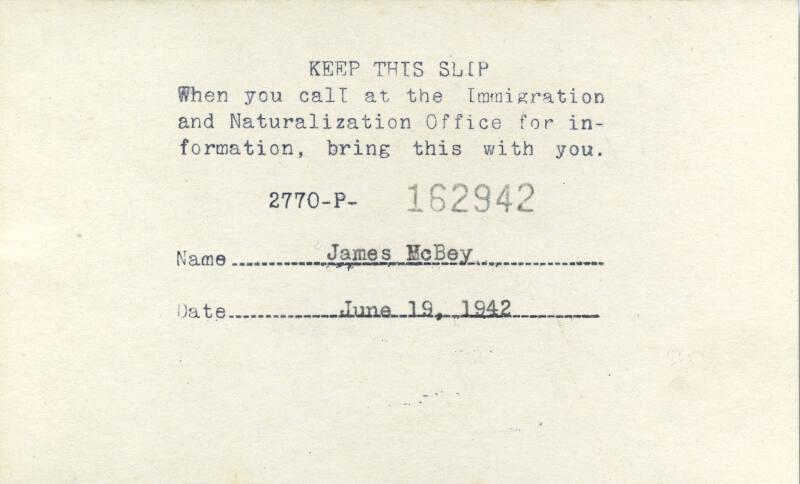 KEEP THIS SLIP
When you call at the Immigration
and Naturalization Office for in-
formation, bring this with you.
2770-P- 162942
Name James McBey
Date June 19, 1942